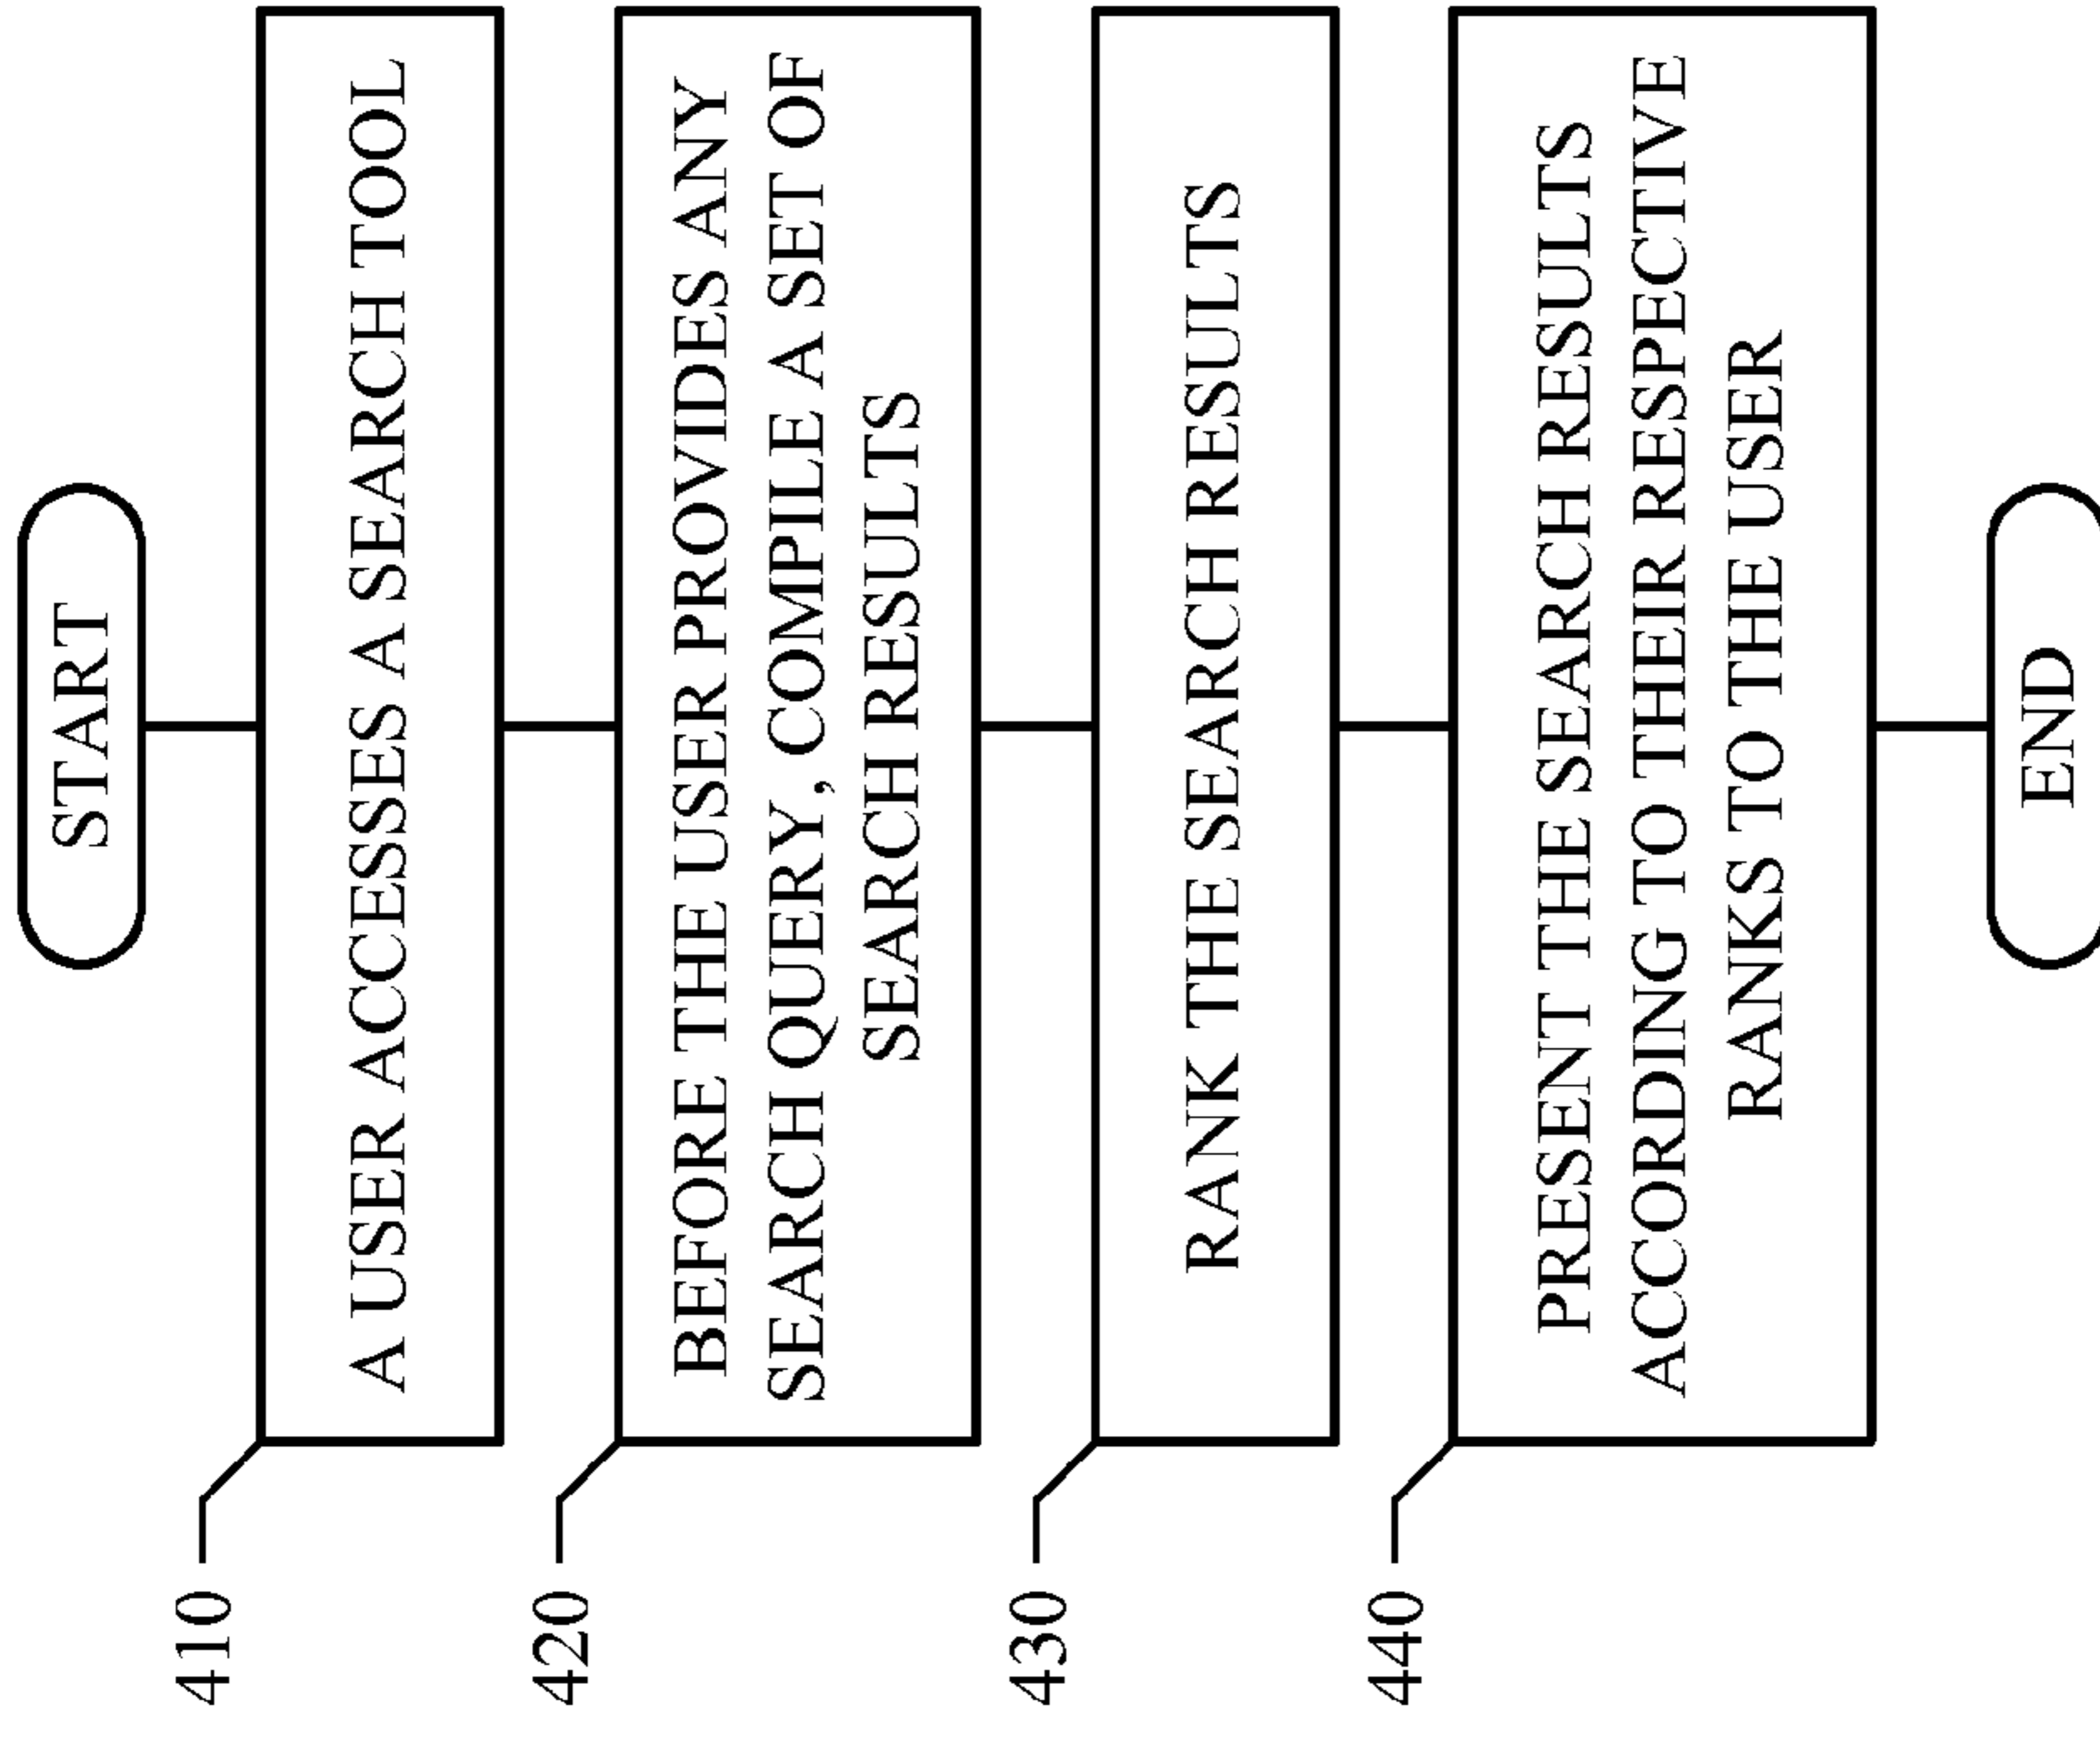 START
410
A USER ACCESSES A SEARCH TOOL
420
BEFORE THE USER PROVIDES ANY
SEARCH QUERY, COMPILE A SET OF
SEARCH RESULTS
430
RANK THE SEARCH RESULTS
440
PRESENT THE SEARCH RESULTS
ACCORDING TO THEIR RESPECTIVE
RANKS TO THE USER
END